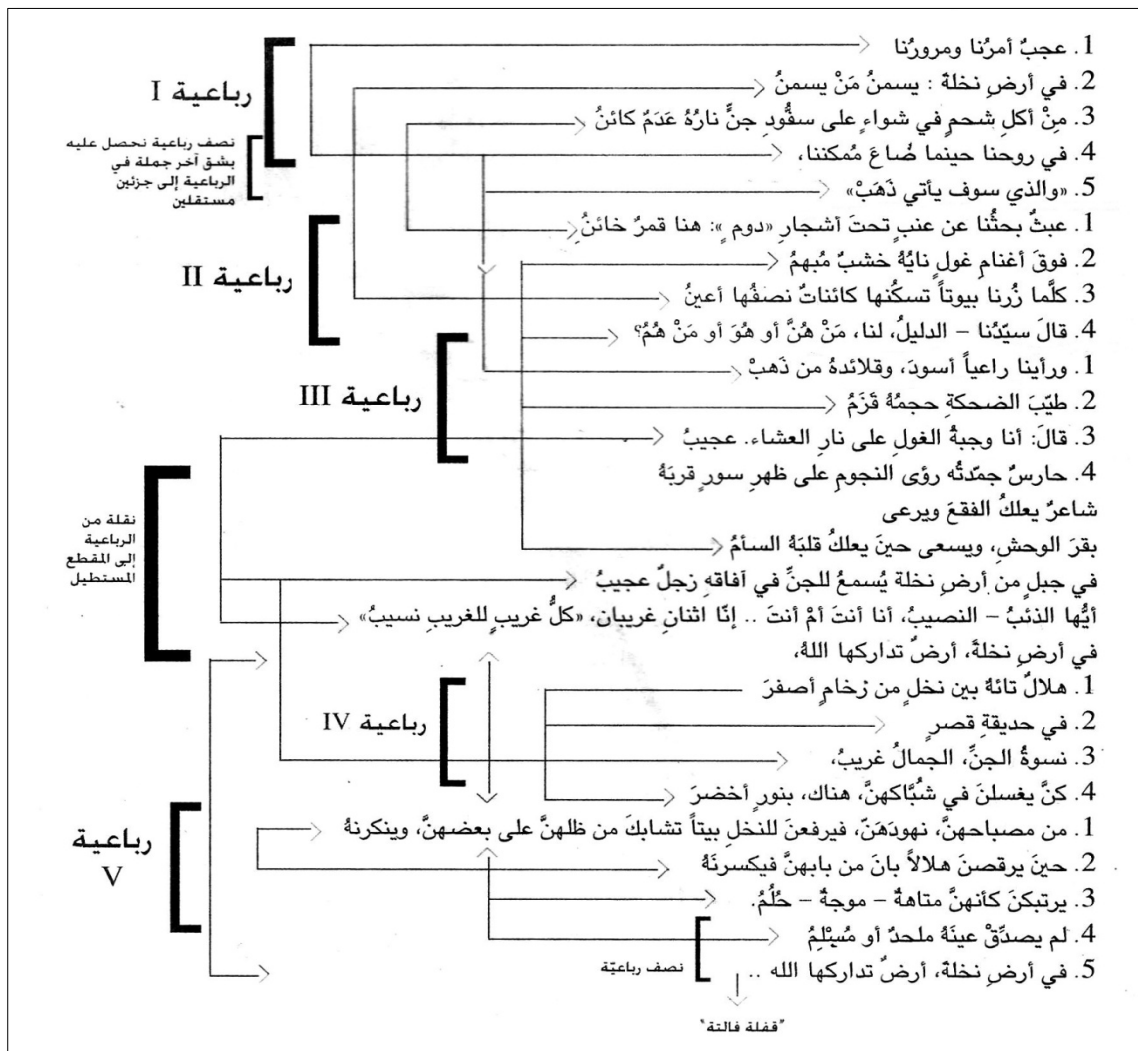 1. عجبٌ أمرُنا ومرورُنا
2. في أرضِ نخلةَ : يسمنُ مَنْ يسمنُ
رباعية I
3. مِنْ أكلِ شحمٍ في شواءٍ على سفُّودِ جنٍّ نارُهُ عَدَمٌ كائنُ
نصف رباعية نحصل عليه
بشق آخر جملة في
الرباعية إلى جزئين
مستقلين
4. في روحنا حينما ضُاعَ مُمكننا،
5. «والذي سوف يأتي ذَهَبْ»
1. عبثٌ بحثُنا عن عنبٍ تحتَ أشجارِ «دومٍ»: هنا قمرٌ خائنُ
2. فوقَ أغنامِ غولٍ نايُهُ خشبٌ مُبهمُ
رباعية II
3. كلَّما زُرنا بيوتاً تسكُنها كائناتٌ نصفُها أعينُ
4. قالَ سيّدُنا – الدليلُ، لنا، مَنْ هُنَّ أو هُوَ أو مَنْ هُمُ؟
1. ورأينا راعياً أسودَ، وقلائدهُ من ذَهبْ
رباعية III
2. طيّبَ الضحكةِ حجمُهُ قَزَمُ
3. قالَ: أنا وجبةُ الغولِ على نارِ العشاء. عجيبُ
4. حارسٌ جمّدتُه رؤى النجومِ على ظهرِ سورِ قربَهُ
شاعرٌ يعلكُ الفقعَ ويرعى
نقلة من
الرباعية
إلى المقطع
المستطيل
بقرَ الوحشِ، ويسعى حينَ يعلكُ قلبَهُ السأمُ
في جبلٍ من أرضِ نخلة يُسمعُ للجنِّ في آفاقهِ زجلٌ عجيبُ
أيُّها الذئبُ – النصيبُ، أنا أنتَ أمْ أنتَ .. إنّا اثنانِ غريبان، «كلُّ غريبٍ للغريبِ نسيبُ»
في أرضِ نخلةَ، أرضٌ تداركها اللهُ،
1. هلالٌ تائهٌ بين نخلٍ من رُخامٍ أصفرَ
رباعية IV
2. في حديقةِ قصرٍ
3. نسوةُ الجنِّ، الجمالُ غريبُ،
4. كنَّ يغسلنَ في شُبَّاكهنَّ، هناك، بنورٍ أخضرَ
1. من مصباحهنَّ، نهودَهَنّ، فيرفعنَ للنخلِ بيتاً تشابكَ من ظلهنَّ على بعضهنَّ، وينكرنهُ
رباعية
V
2. حينَ يرقصنَ هلالاً بانَ من بابهنَّ فيكسرنَهُ
3. يرتبكنَ كأنهنَّ متاهةٌ – موجةٌ – حُلُمُ.
4. لم يصدِّقْ عينَهُ ملحدٌ أو مُسْلِمُ
نصف رباعيّة
5. في أرضِ نخلةَ، أرضٌ تداركها الله ..
"قفلة فالتة"